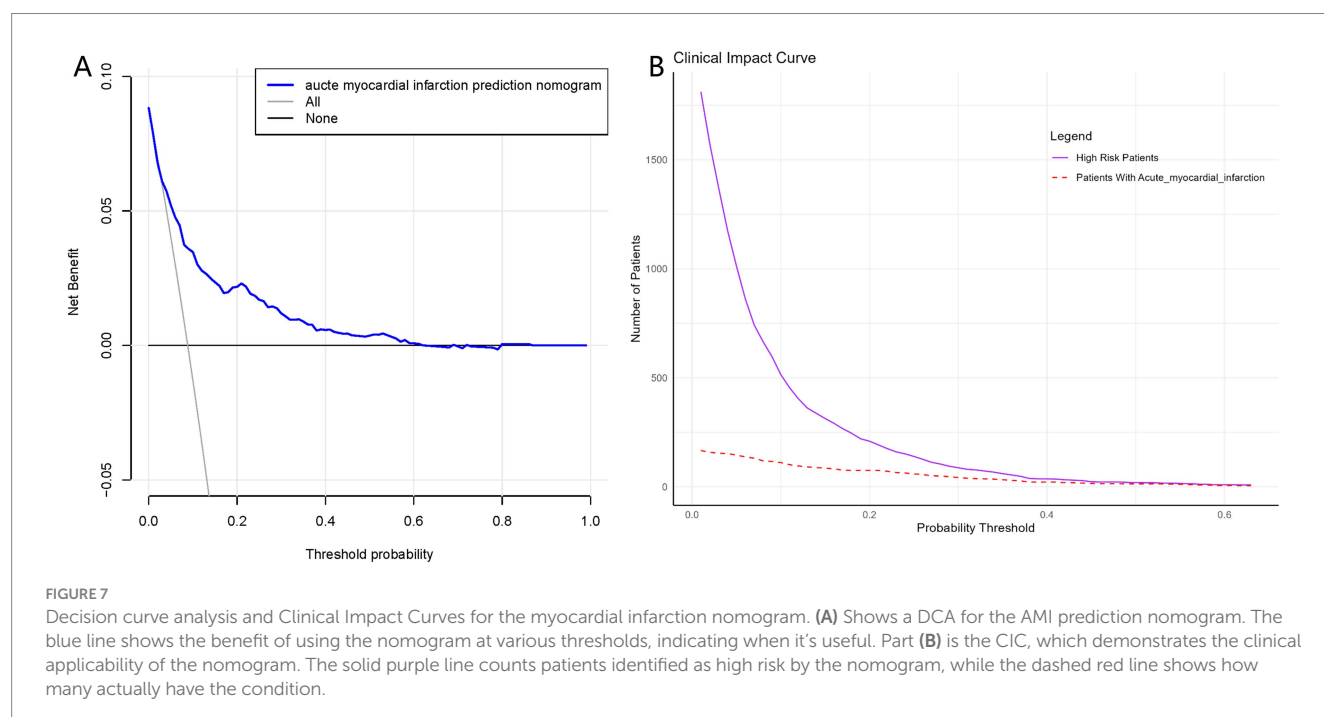 A
0.10
0.05
0.00
−0.05
Net Benefit
aucte myocardial infarction prediction nomogram
All
None
0.0 0.2 0.4 0.6 0.8 1.0
Threshold probability
B
Clinical Impact Curve
Legend
High Risk Patients
Patients With Acute_myocardial_infarction
1500
1000
500
0
Number of Patients
0.0 0.2 0.4 0.6
Probability Threshold
FIGURE 7
Decision curve analysis and Clinical Impact Curves for the myocardial infarction nomogram. (A) Shows a DCA for the AMI prediction nomogram. The
blue line shows the benefit of using the nomogram at various thresholds, indicating when it's useful. Part (B) is the CIC, which demonstrates the clinical
applicability of the nomogram. The solid purple line counts patients identified as high risk by the nomogram, while the dashed red line shows how
many actually have the condition.